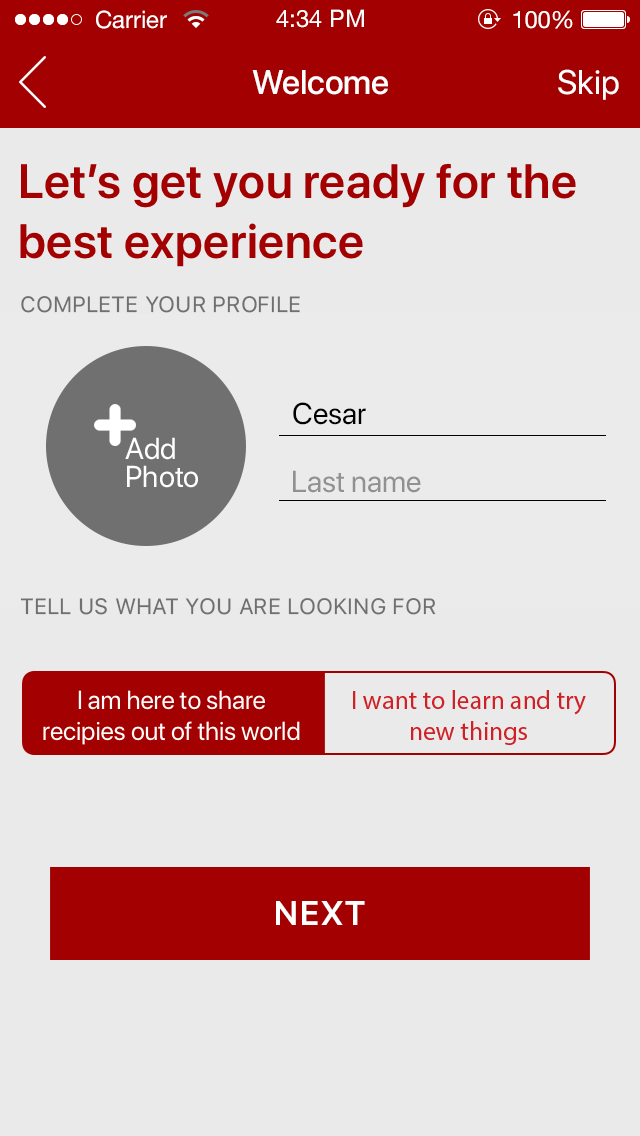 Carrier 4:34 PM 100%
Welcome Skip
Let’s get you ready for the
best experience
COMPLETE YOUR PROFILE
Add
Photo
Cesar
Last name
TELL US WHAT YOU ARE LOOKING FOR
I am here to share
recipies out of this world
I want to learn and try
new things
NEXT